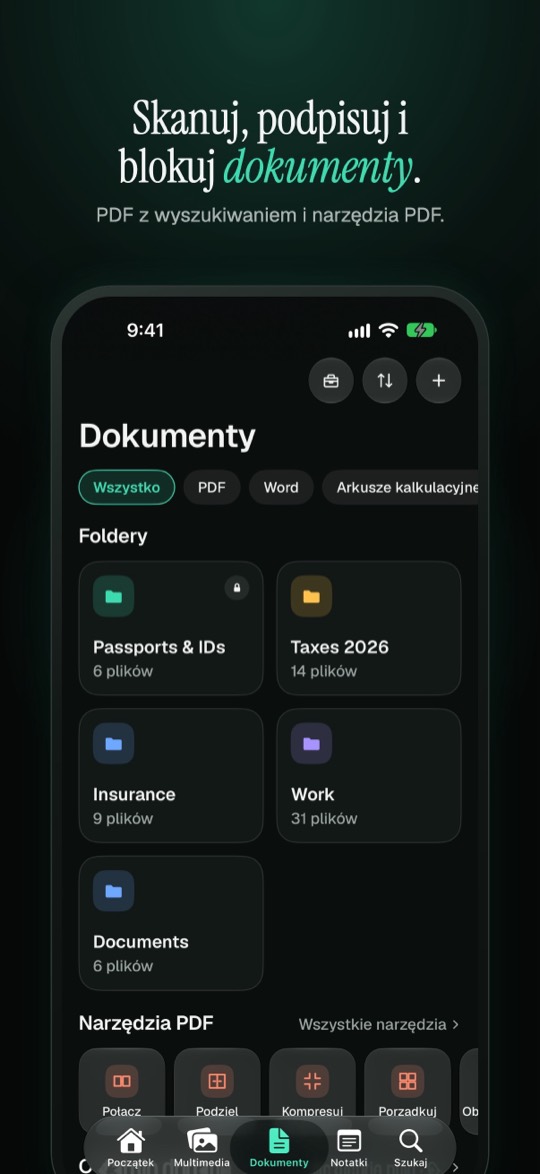 Skanuj, podpisuj i
blokuj dokumenty.
PDF z wyszukiwaniem i narzędzia PDF.
9:41
Dokumenty
Wszystko PDF Word Arkusze kalkulacyjne
Foldery
Passports & IDs Taxes 2026
6 plików 14 plików
Insurance Work
9 plików 31 plików
Documents
6 plików
Narzędzia PDF Wszystkie narzędzia
Połącz Podziel Kompresuj Porzadkuj
Początek Multimedia Dokumenty Notatki Szukaj